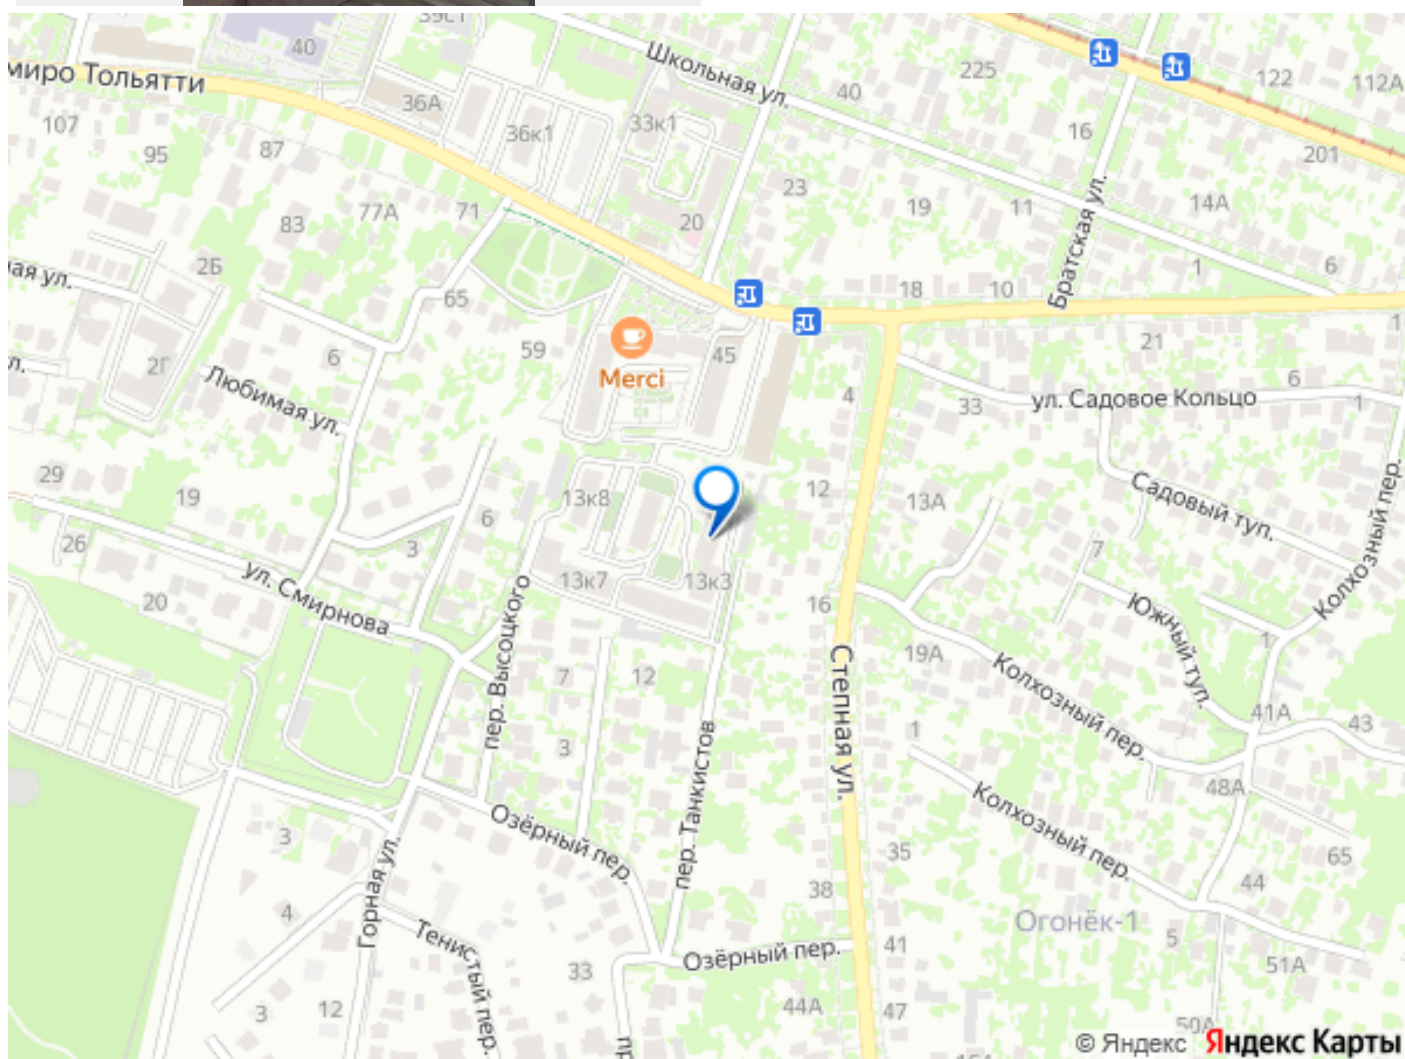 40
Школьная ул.
225
122
112А
миро Тольятти
36А
40
33к1
16
36к1
107
95
87
201
23
77А
71
19
11
14А
Братская ул.
83
20
2Б
ая ул.
65
1
6
18
10
21
1
59
45
6
2Г
Merci
6
Любимая ул.
4
33
ул. Садовое Кольцо
1
29
19
13к8
12
13А
Садовый туп.
Колхозный пер.
6
26
3
7
ул. Смирнова
13к7
13к3
20
16
Южный туп.
1
19А
пер. Высоцкого
7
12
Степная ул.
Колхозный пер.
41А
43
1
3
пер. Танкистов
48А
Колхозный пер.
3
Озёрный пер.
35
65
Горная ул.
38
44
4
Огонёк-1
Тенистый пер.
5
41
Озёрный пер.
33
51А
3
12
44А
47
50А
© Яндекс
Яндекс Карты